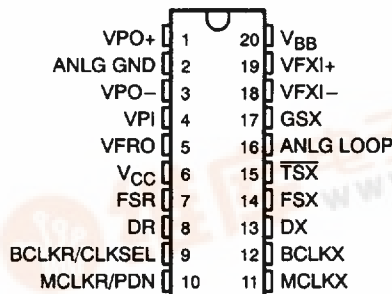 VPO+ 1 20 VBB
ANLG GND 2 19 VFXI+
VPO− 3 18 VFXI−
VPI 4 17 GSX
VFRO 5 16 ANLG LOOP
VCC 6 15 TSX
FSR 7 14 FSX
DR 8 13 DX
BCLKR/CLKSEL 9 12 BCLKX
MCLKR/PDN 10 11 MCLKX